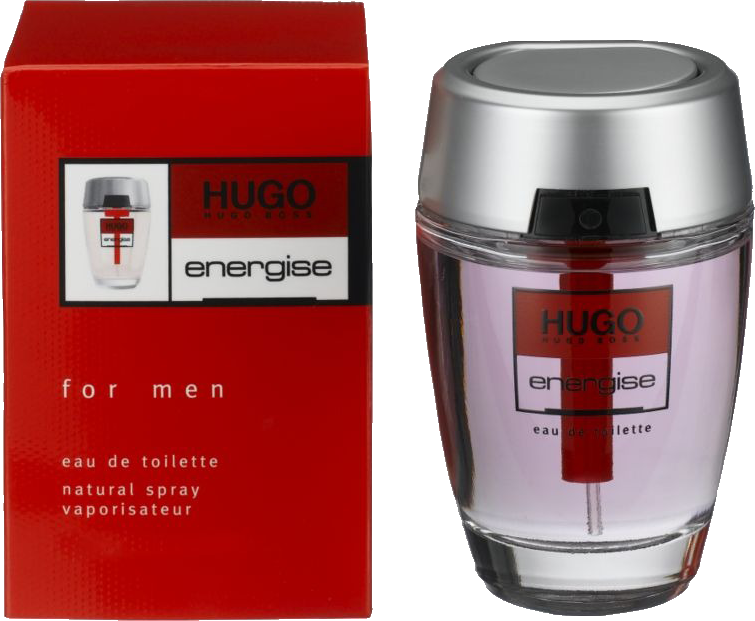 HUGO
HUGO BOSS
energise
for men
eau de toilette
natural spray
vaporisateur
HUGO
HUGO BOSS
energise
eau de toilette